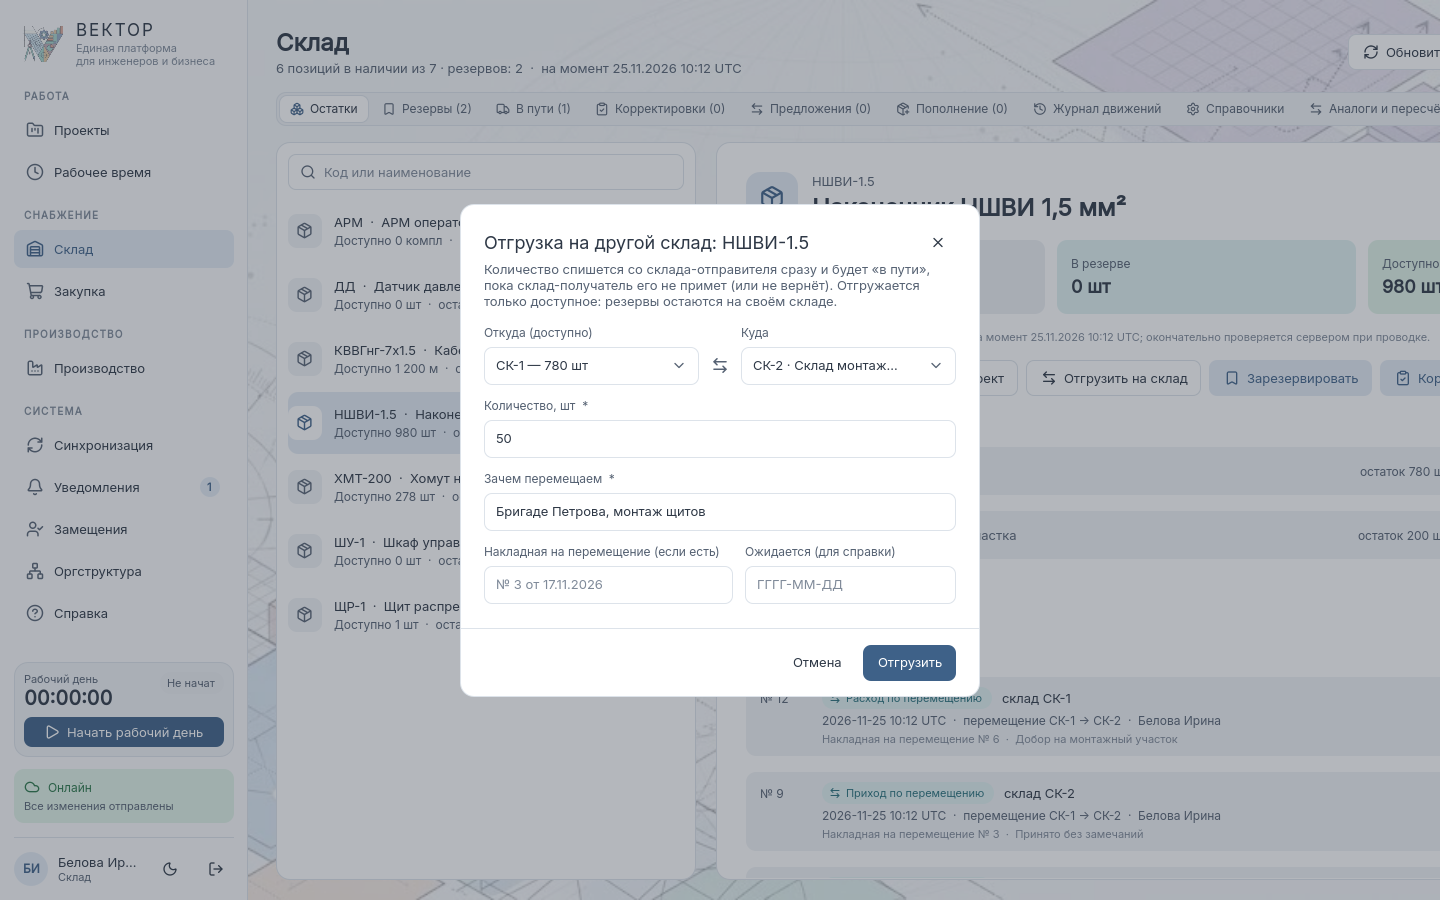 ВЕКТОР
Единая платформа
для инженеров и бизнеса
РАБОТА
Проекты
Рабочее время
СНАБЖЕНИЕ
Склад
Закупка
ПРОИЗВОДСТВО
Производство
СИСТЕМА
Синхронизация
Уведомления 1
Замещения
Оргструктура
Справка
Рабочий день
Не начат
00:00:00
Начать рабочий день
Онлайн
Все изменения отправлены
БИ
Белова Ир...
Склад
Склад
6 позиций в наличии из 7 · резервов: 2 · на момент 25.11.2026 10:12 UTC
Обновит
Остатки
Резервы (2)
В пути (1)
Корректировки (0)
Предложения (0)
Пополнение (0)
Журнал движений
Справочники
Аналоги и пересчё
Код или наименование
АРМ · АРМ операт
Доступно 0 компл ·
ДД · Датчик давле
Доступно 0 шт · ост
КВВГнг-7x1.5 · Каб
Доступно 1 200 м ·
НШВИ-1.5 · Наконе
Доступно 980 шт ·
ХМТ-200 · Хомут н
Доступно 278 шт ·
ШУ-1 · Шкаф управ
Доступно 0 шт · ост
ЩР-1 · Щит распре
Доступно 1 шт · ост
НШВИ-1.5
Наконечник НШВИ 1,5 мм²
В резерве
0 шт
Доступно
980 шт
момент 25.11.2026 10:12 UTC; окончательно проверяется сервером при проводке.
ект
Отгрузить на склад
Зарезервировать
Кор
остаток 780 ш
астка
остаток 200 ш
Отгрузка на другой склад: НШВИ-1.5
Количество спишется со склада-отправителя сразу и будет «в пути»,
пока склад-получатель его не примет (или не вернёт). Отгружается
только доступное: резервы остаются на своём складе.
Откуда (доступно)
Куда
СК-1 — 780 шт
СК-2 · Склад монтаж...
Количество, шт *
50
Зачем перемещаем *
Бригаде Петрова, монтаж щитов
Накладная на перемещение (если есть)
Ожидается (для справки)
№ 3 от 17.11.2026
ГГГГ-ММ-ДД
Отмена
Отгрузить
№ 12
Расход по перемещению
склад СК-1
2026-11-25 10:12 UTC · перемещение СК-1 → СК-2 · Белова Ирина
Накладная на перемещение № 6 · Добор на монтажный участок
№ 9
Приход по перемещению
склад СК-2
2026-11-25 10:12 UTC · перемещение СК-1 → СК-2 · Белова Ирина
Накладная на перемещение № 3 · Принято без замечаний